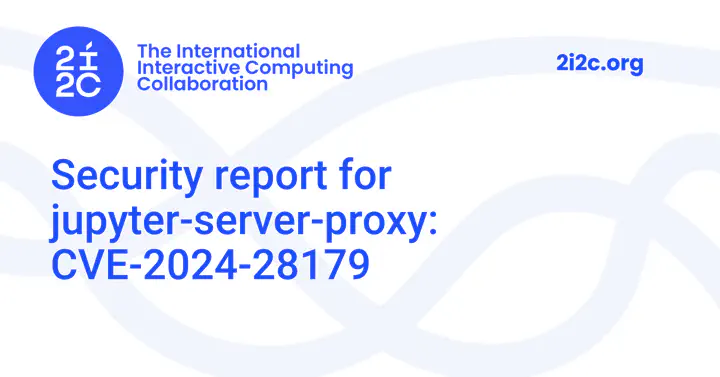 2i2c
The International
Interactive Computing
Collaboration
2i2c.org
Security report for
jupyter-server-proxy:
CVE-2024-28179